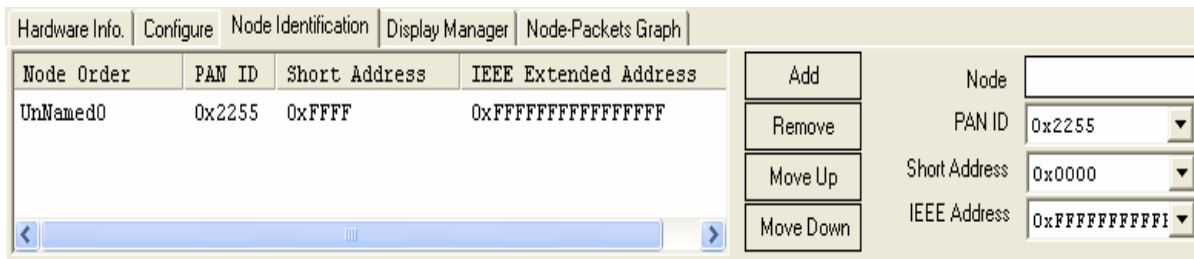 Hardware Info. Configure Node Identification Display Manager Node-Packets Graph
Node Order PAN ID Short Address IEEE Extended Address
UnNamed0 0x2255 0xFFFF 0xFFFFFFFFFFFFFFFF
Add
Remove
Move Up
Move Down
Node
PAN ID 0x2255
Short Address 0x0000
IEEE Address 0xFFFFFFFFFFF